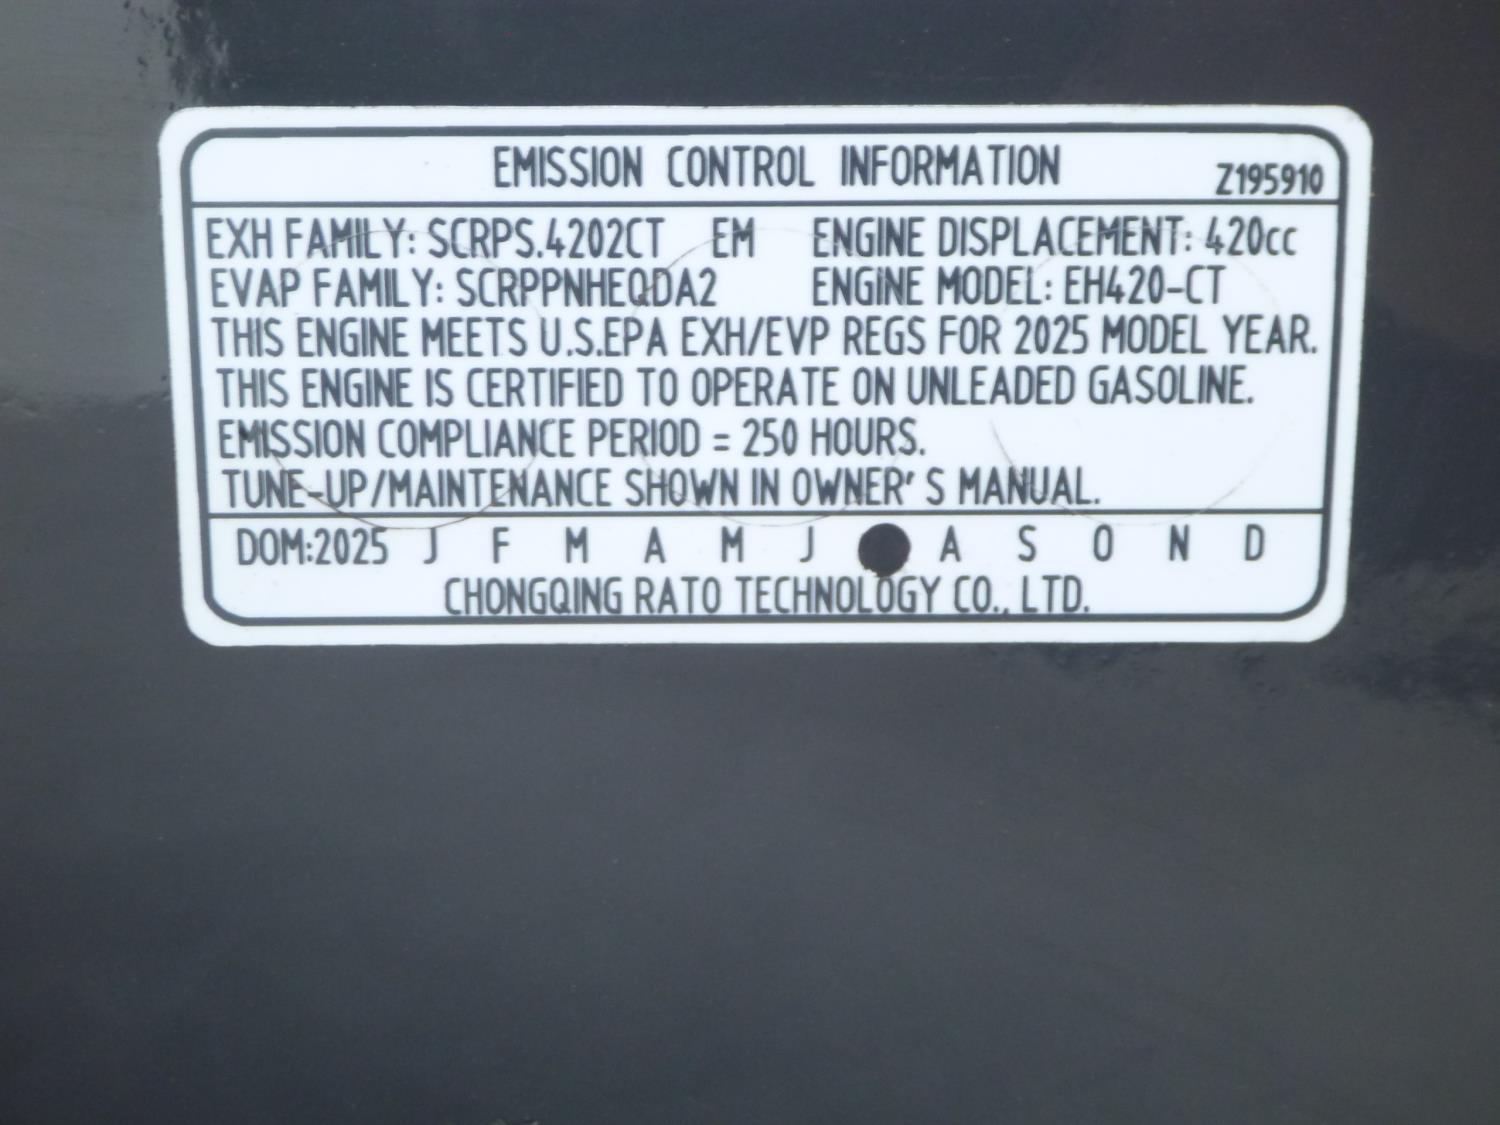 EMISSION CONTROL INFORMATION Z195910
EXH FAMILY: SCRPS.4202CT EM ENGINE DISPLACEMENT: 420cc
EVAP FAMILY: SCRPPNHEQDA2 ENGINE MODEL: EH420-CT
THIS ENGINE MEETS U.S.EPA EXH/EVP REGS FOR 2025 MODEL YEAR.
THIS ENGINE IS CERTIFIED TO OPERATE ON UNLEADED GASOLINE.
EMISSION COMPLIANCE PERIOD = 250 HOURS.
TUNE-UP/MAINTENANCE SHOWN IN OWNER' S MANUAL.
DOM:2025 J F M A M J A S O N D
CHONGQING RATO TECHNOLOGY CO., LTD.